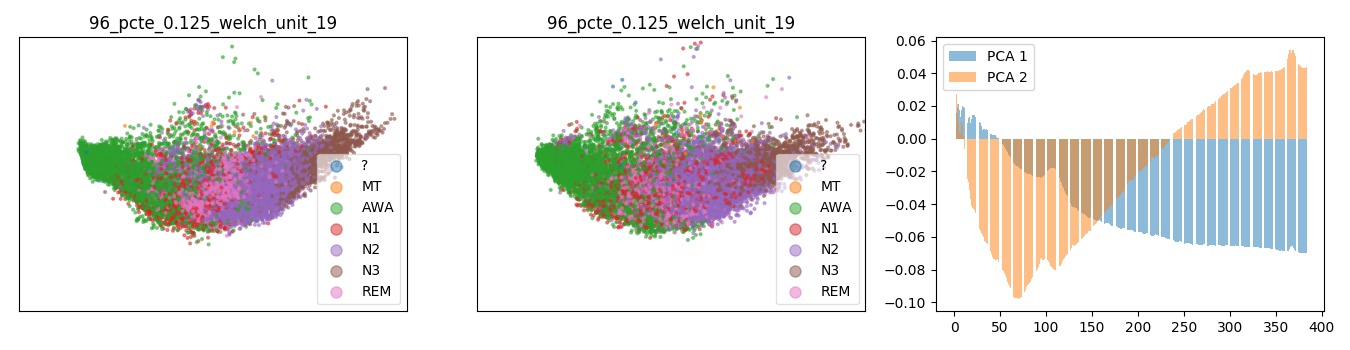 96_pcte_0.125_welch_unit_19
?
MT
AWA
N1
N2
N3
REM
96_pcte_0.125_welch_unit_19
?
MT
AWA
N1
N2
N3
REM
PCA 1
PCA 2
0.06
0.04
0.02
0.00
−0.02
−0.04
−0.06
−0.08
−0.10
0
50
100
150
200
250
300
350
400